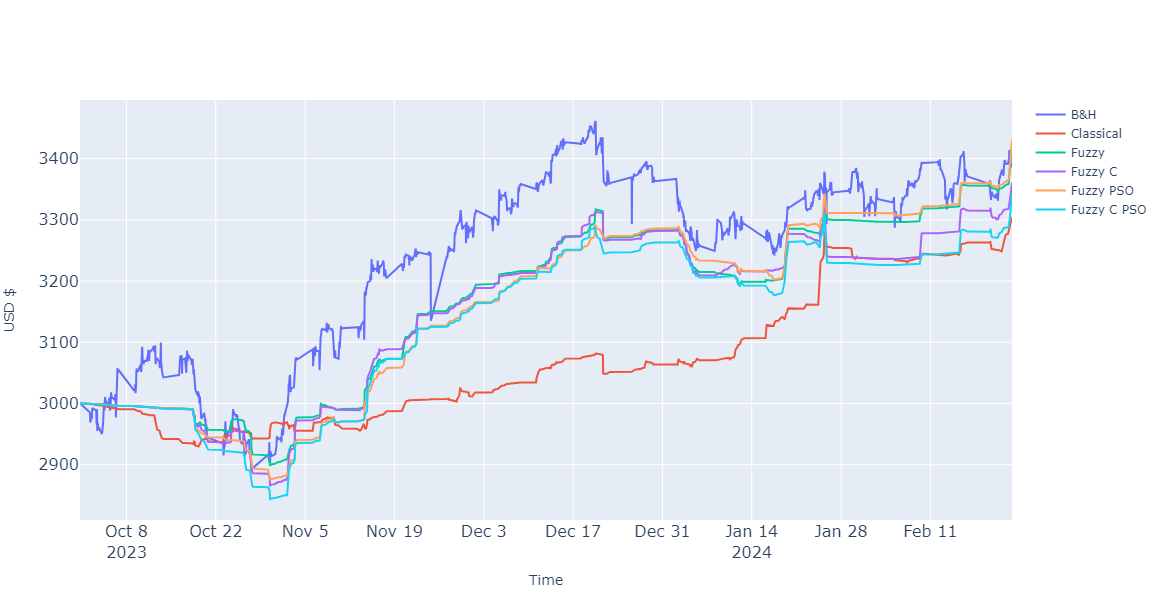 B&H
Classical
Fuzzy
Fuzzy C
Fuzzy PSO
Fuzzy C PSO
3400
3300
3200
3100
3000
2900
USD $
Oct 8 Oct 22 Nov 5 Nov 19 Dec 3 Dec 17 Dec 31 Jan 14 Jan 28 Feb 11
2023 2024
Time